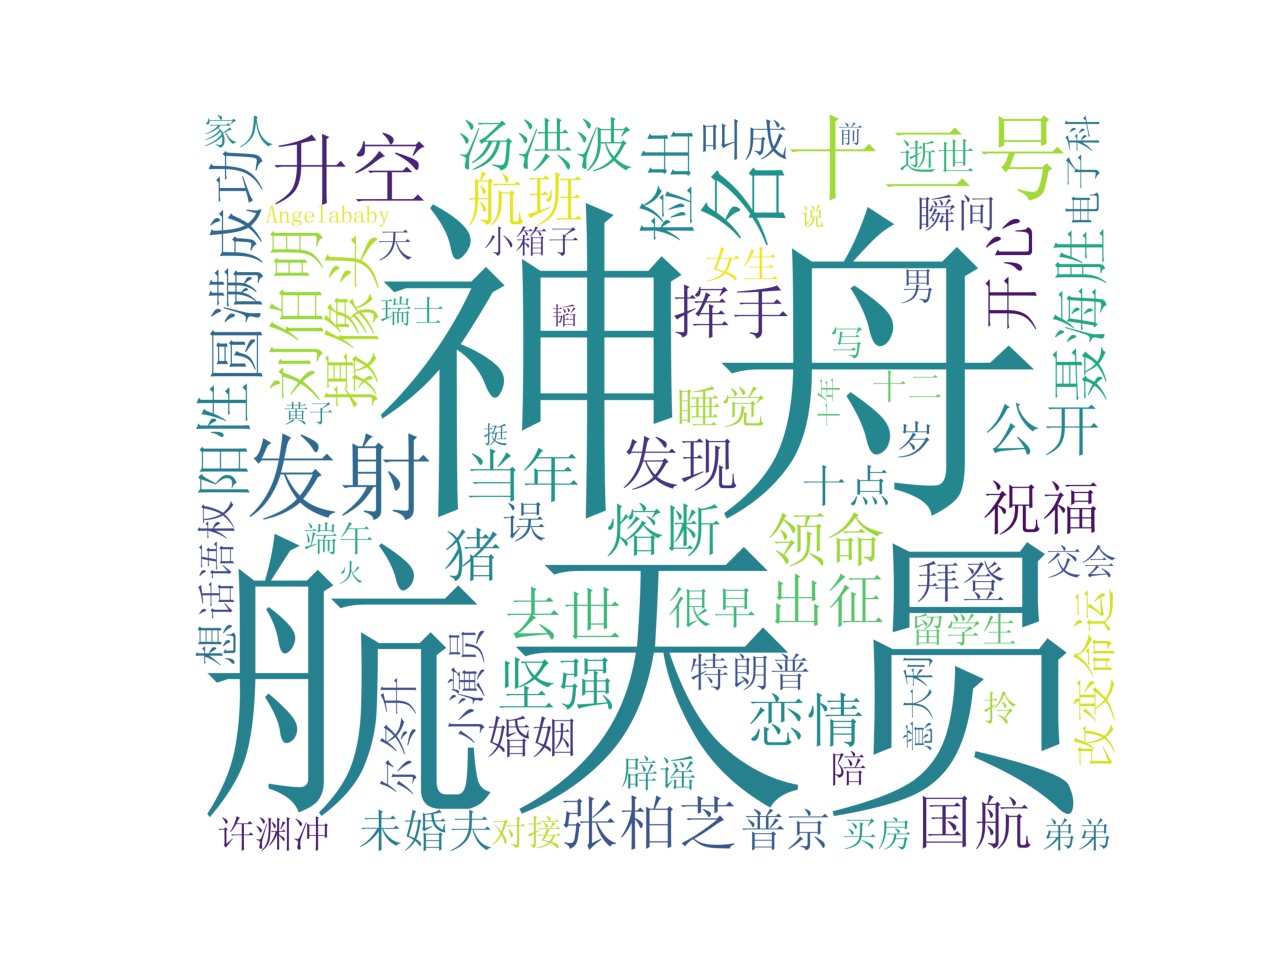 家人
升空
汤洪波
检出
叫成
十
前
逝世
号
电子科
圆满成功
Angelababy
航班
名
说
瞬间
刘伯明
摄像头
天
小箱子
女生
男
开心
聂海胜
神舟
瑞士
韬
挥手
写
十二
十年
黄子
挺
睡觉
岁
公开
阳性
发射
当年
发现
十点
祝福
想话语权
端午
火
猪
误
熔断
领命
拜登
交会
航天员
去世
很早
出征
留学生
改变命运
尔冬升
小演员
坚强
特朗普
恋情
意大利
拎
婚姻
辟谣
陪
许渊冲
未婚夫
对接
张柏芝
普京
买房
国航
弟弟